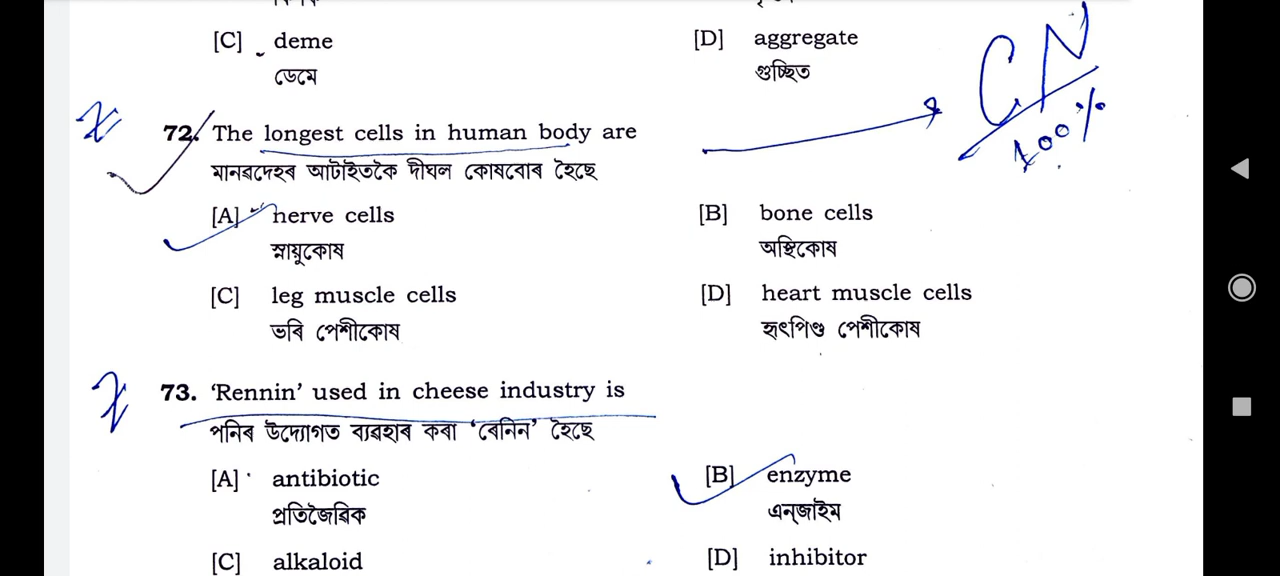 [C] deme
ডেমে
[D] aggregate
গুচ্ছিত
CN
100%
72. The longest cells in human body are
মানৱদেহৰ আটাইতকৈ দীঘল কোষবোৰ হৈছে
[A] nerve cells
স্নায়ুকোষ
[B] bone cells
অস্থিকোষ
[C] leg muscle cells
ভৰি পেশীকোষ
[D] heart muscle cells
হৃৎপিণ্ড পেশীকোষ
73. ‘Rennin’ used in cheese industry is
পনিৰ উদ্যোগত ব্যৱহাৰ কৰা ‘ৰেনিন’ হৈছে
[A] antibiotic
প্ৰতিজৈৱিক
[B] enzyme
এন্‌জাইম
[C] alkaloid
[D] inhibitor